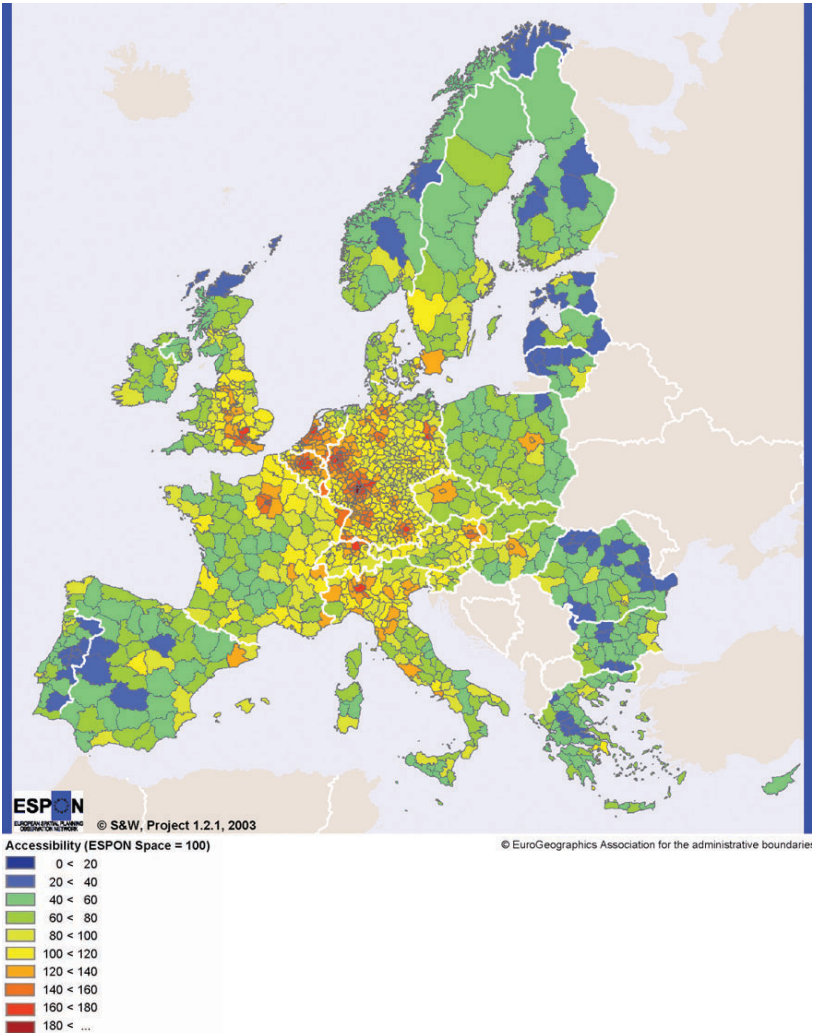 ESPON
EUROPEAN SPATIAL PLANNING
OBSERVATION NETWORK
© S&W, Project 1.2.1, 2003
Accessibility (ESPON Space = 100)
© EuroGeographics Association for the administrative boundaries
0 < 20
20 < 40
40 < 60
60 < 80
80 < 100
100 < 120
120 < 140
140 < 160
160 < 180
180 < ...